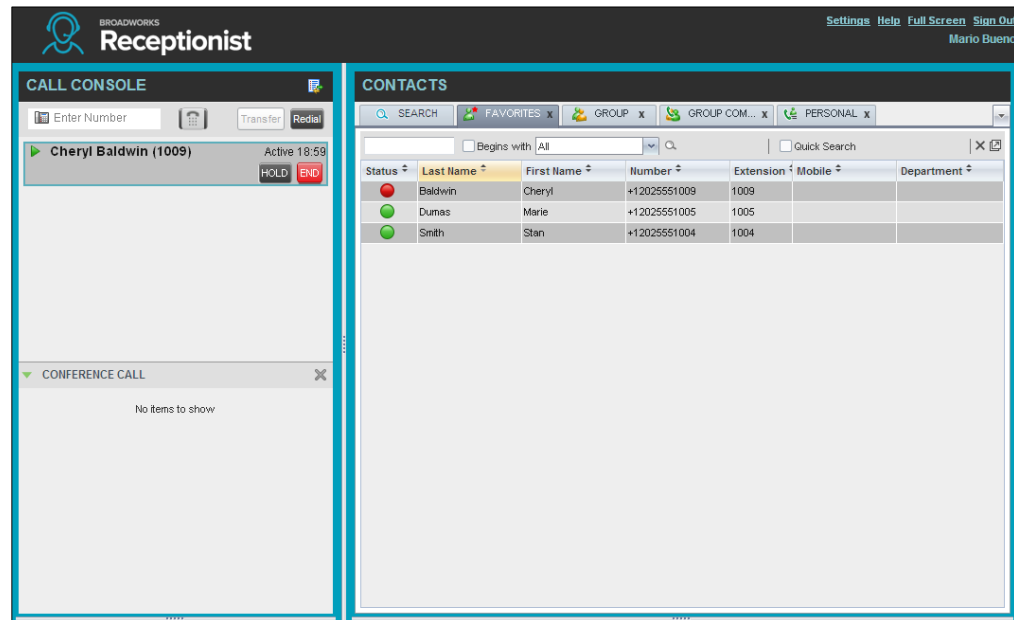 BROADWORKS
Receptionist
Settings Help Full Screen Sign Out
Mario Bueno
CALL CONSOLE
Enter Number Transfer Redial
Cheryl Baldwin (1009) Active 18:59
HOLD END
CONFERENCE CALL
No items to show
CONTACTS
SEARCH FAVORITES x GROUP x GROUP COM... x PERSONAL x
Begins with All Quick Search
Status Last Name First Name Number Extension Mobile Department
Baldwin Cheryl +12025551009 1009
Dumas Marie +12025551005 1005
Smith Stan +12025551004 1004